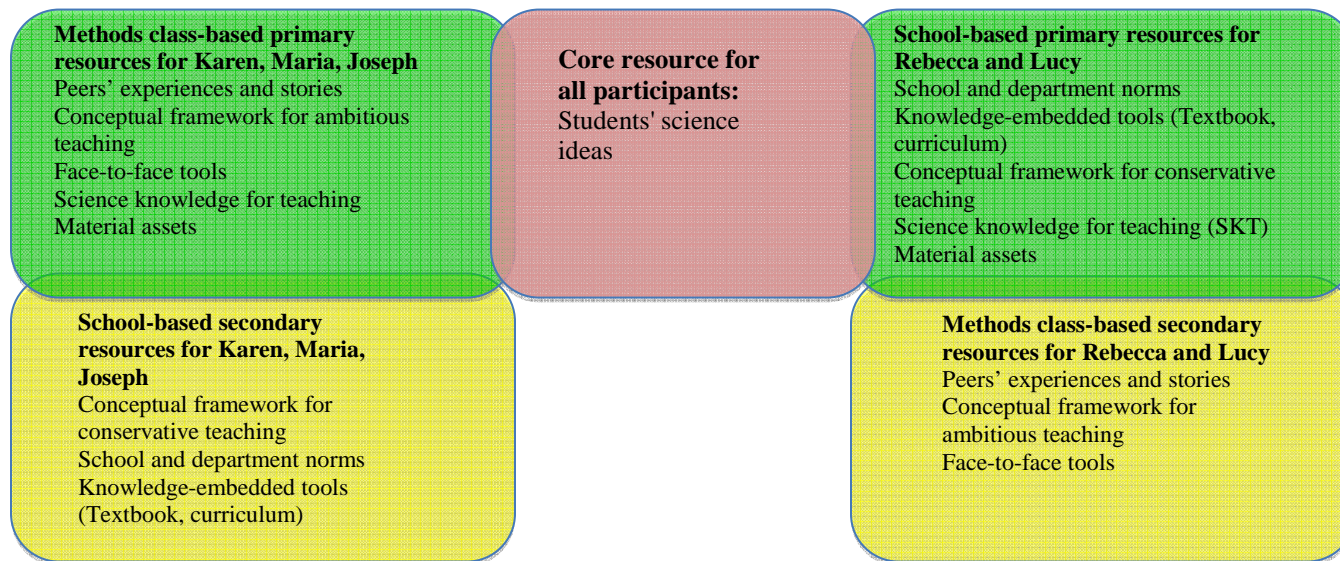 Methods class-based primary
resources for Karen, Maria, Joseph
Peers’ experiences and stories
Conceptual framework for ambitious
teaching
Face-to-face tools
Science knowledge for teaching
Material assets
Core resource for
all participants:
Students' science
ideas
School-based primary resources for
Rebecca and Lucy
School and department norms
Knowledge-embedded tools (Textbook,
curriculum)
Conceptual framework for conservative
teaching
Science knowledge for teaching (SKT)
Material assets
School-based secondary
resources for Karen, Maria,
Joseph
Conceptual framework for
conservative teaching
School and department norms
Knowledge-embedded tools
(Textbook, curriculum)
Methods class-based secondary
resources for Rebecca and Lucy
Peers’ experiences and stories
Conceptual framework for
ambitious teaching
Face-to-face tools